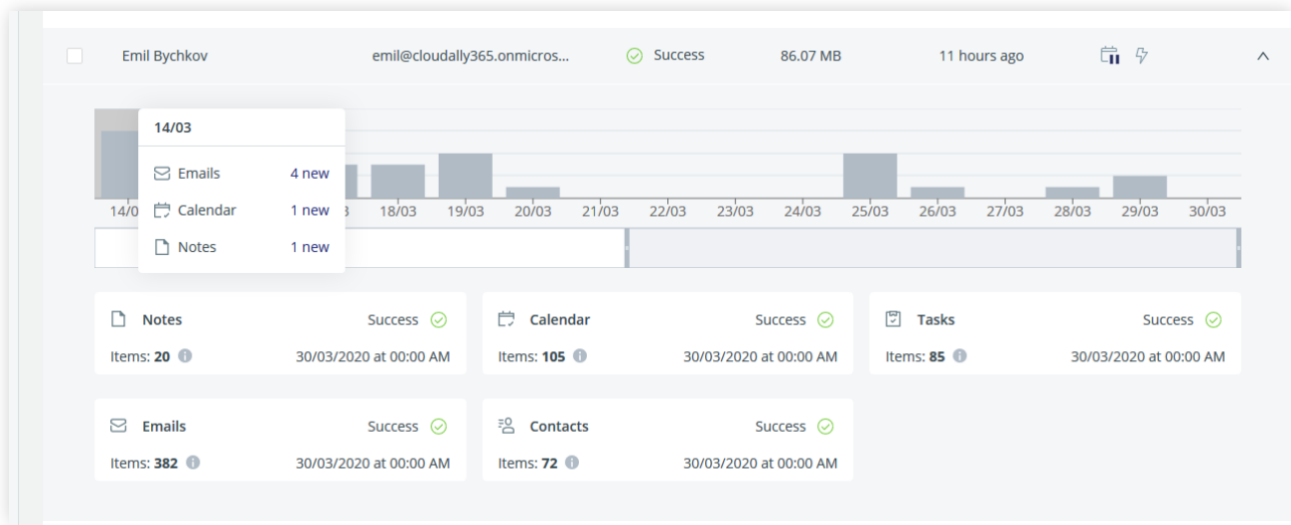 Emil Bychkov emil@cloudally365.onmicros... Success 86.07 MB 11 hours ago
14/03
Emails 4 new
Calendar 1 new
Notes 1 new
14/0 3 18/03 19/03 20/03 21/03 22/03 23/03 24/03 25/03 26/03 27/03 28/03 29/03 30/03
Notes Success
Items: 20 30/03/2020 at 00:00 AM
Calendar Success
Items: 105 30/03/2020 at 00:00 AM
Tasks Success
Items: 85 30/03/2020 at 00:00 AM
Emails Success
Items: 382 30/03/2020 at 00:00 AM
Contacts Success
Items: 72 30/03/2020 at 00:00 AM